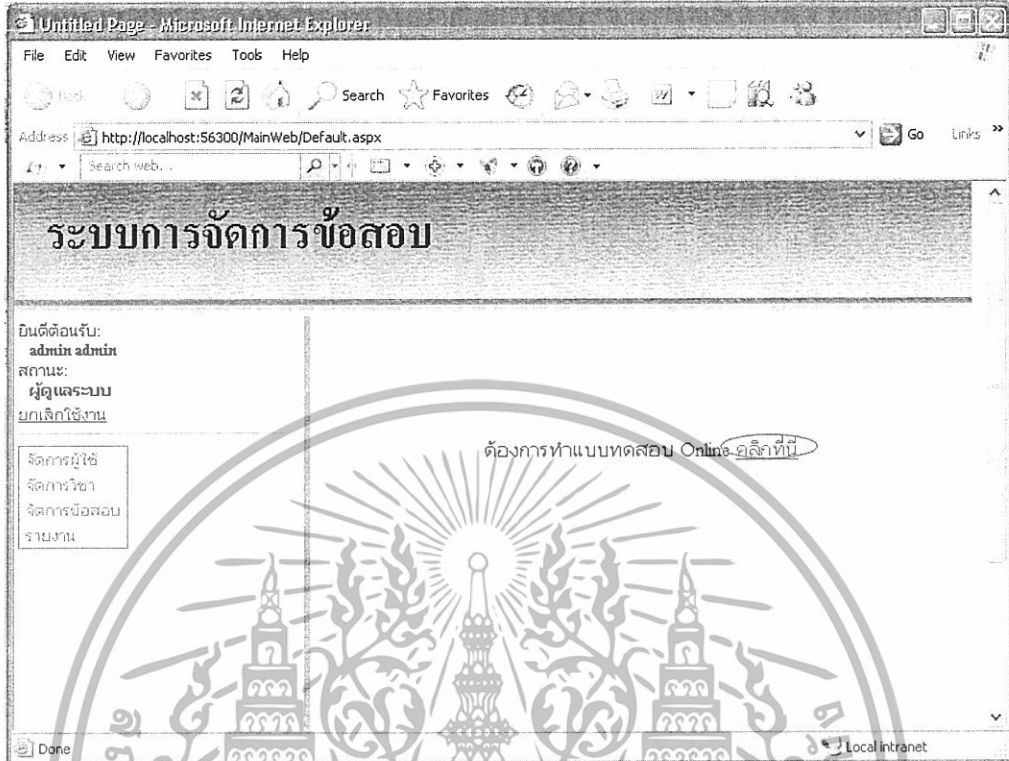 Untitled Page - Microsoft Internet Explorer
File Edit View Favorites Tools Help
Back Search Favorites
Address http://localhost:56300/MainWeb/Default.aspx Go Links »
Search web...
ระบบการจัดการข้อสอบ
ยินดีต้อนรับ:
admin admin
สถานะ:
ผู้ดูแลระบบ
ยกเลิกใช้งาน
จัดการผู้ใช้
จัดการวิชา
จัดการข้อสอบ
รายงาน
ต้องการทำแบบทดสอบ Online คลิกที่นี่
Done Local intranet